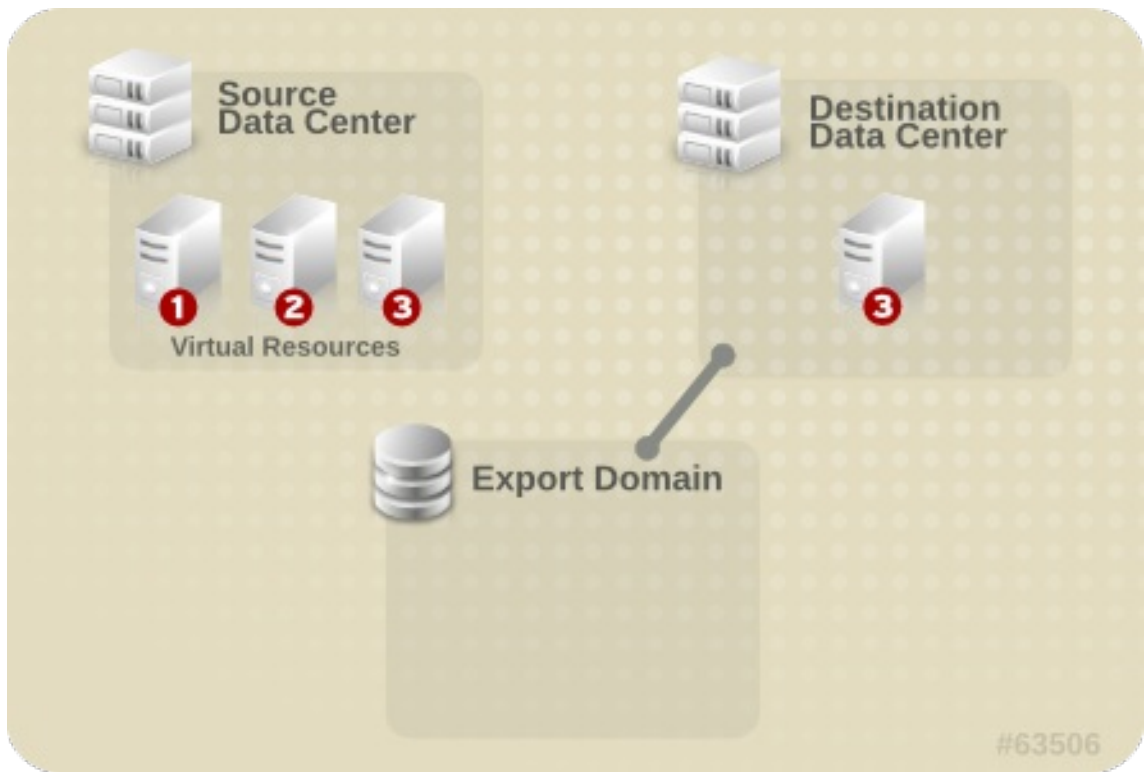 Source
Data Center
Destination
Data Center
1
2
3
Virtual Resources
3
Export Domain
#63506